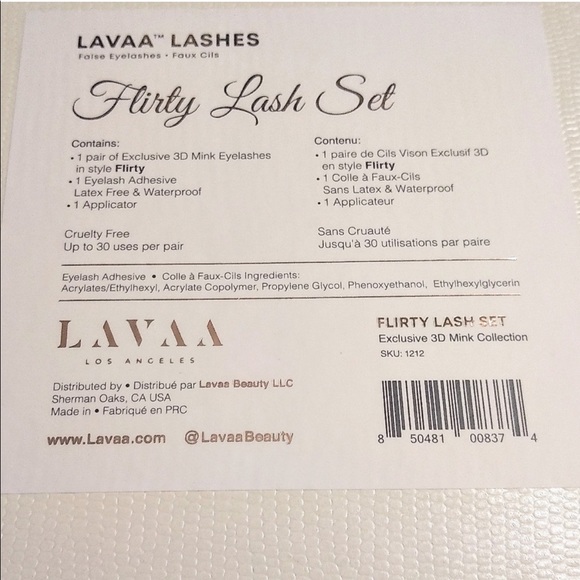 LAVAA™ LASHES
False Eyelashes • Faux Cils
Flirty Lash Set
Contains:
• 1 pair of Exclusive 3D Mink Eyelashes
in style Flirty
• 1 Eyelash Adhesive
Latex Free & Waterproof
• 1 Applicator
Cruelty Free
Up to 30 uses per pair
Contenu:
• 1 paire de Cils Vison Exclusif 3D
en style Flirty
• 1 Colle à Faux-Cils
Sans Latex & Waterproof
• 1 Applicateur
Sans Cruauté
Jusqu'à 30 utilisations par paire
Eyelash Adhesive • Colle à Faux-Cils Ingredients:
Acrylates/Ethylhexyl, Acrylate Copolymer, Propylene Glycol, Phenoxyethanol, Ethylhexylglycerin
LAVAA
LOS ANGELES
Distributed by • Distribué par Lavaa Beauty LLC
Sherman Oaks, CA USA
Made in • Fabriqué en PRC
www.Lavaa.com @LavaaBeauty
FLIRTY LASH SET
Exclusive 3D Mink Collection
SKU: 1212
8 50481 00837 4